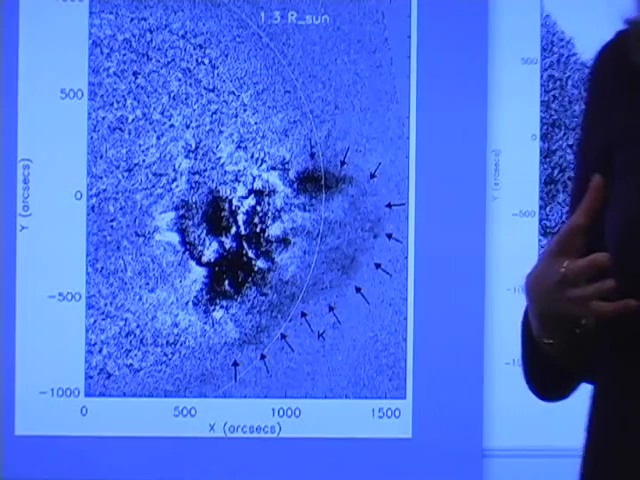 1.3 R_sun
500
0
-500
-1000
Y (arcsecs)
0 500 1000 1500
X (arcsecs)
K
500
0
-500
Y (arcsecs)